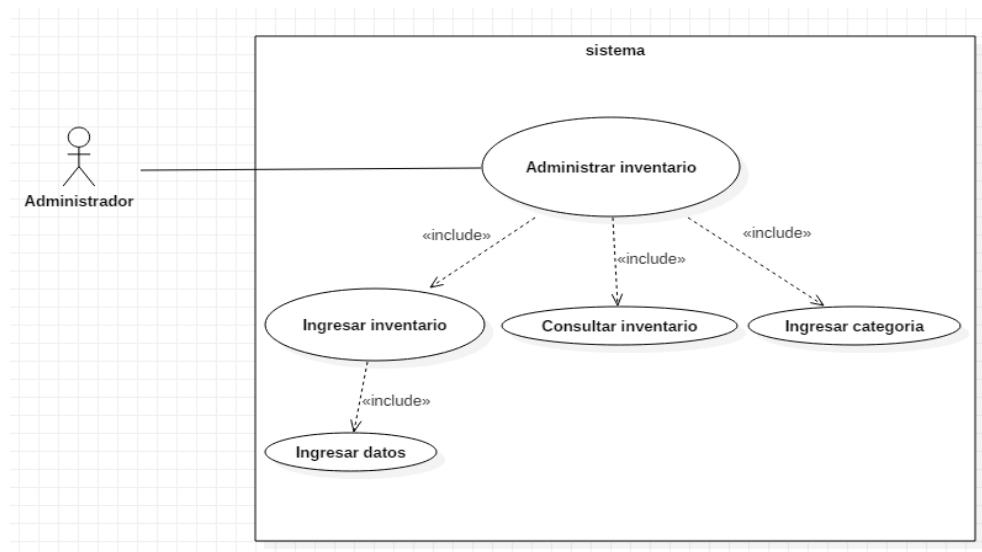 sistema
Administrador
Administrar inventario
«include»
«include»
«include»
Ingresar inventario
Consultar inventario
Ingresar categoria
«include»
Ingresar datos